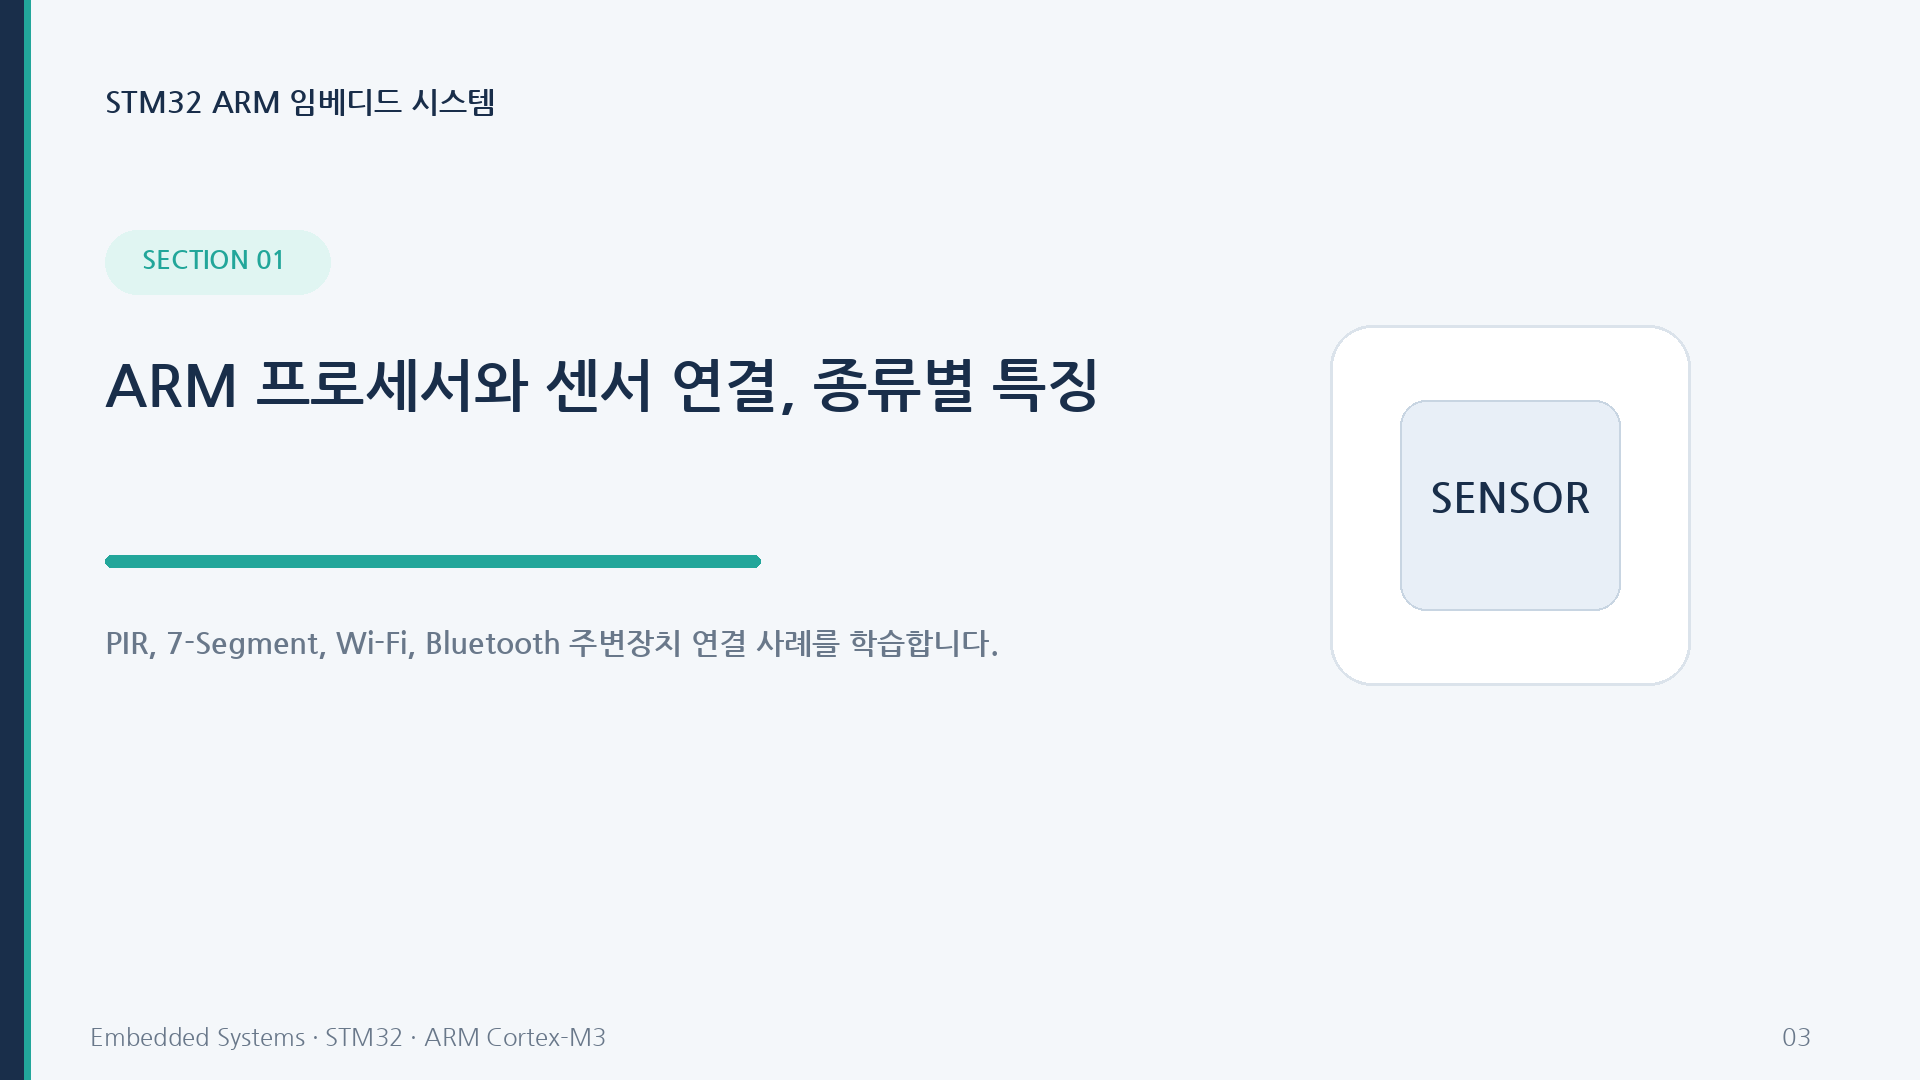 STM32 ARM 임베디드 시스템
SECTION 01
ARM 프로세서와 센서 연결, 종류별 특징
SENSOR
PIR, 7-Segment, Wi-Fi, Bluetooth 주변장치 연결 사례를 학습합니다.
Embedded Systems · STM32 · ARM Cortex-M3
03